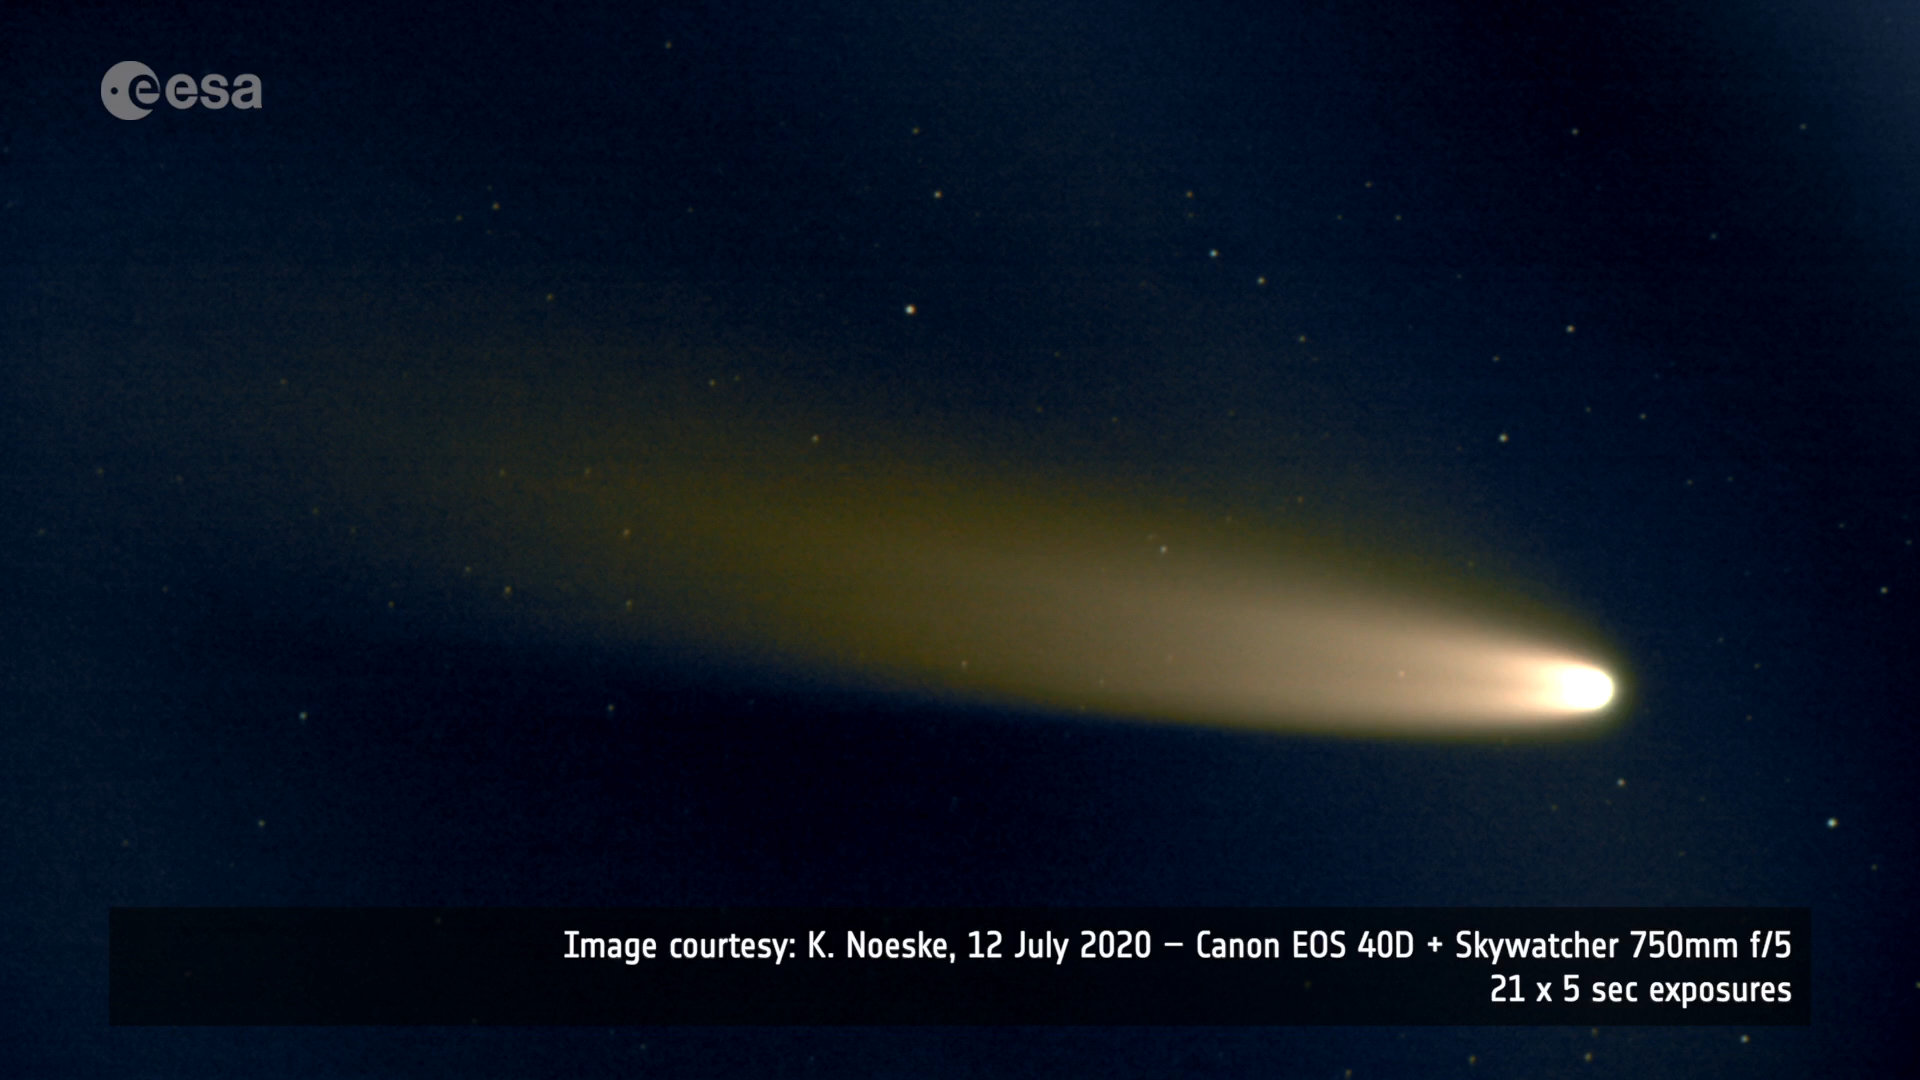 esa
Image courtesy: K. Noeske, 12 July 2020 – Canon EOS 40D + Skywatcher 750mm f/5
21 x 5 sec exposures